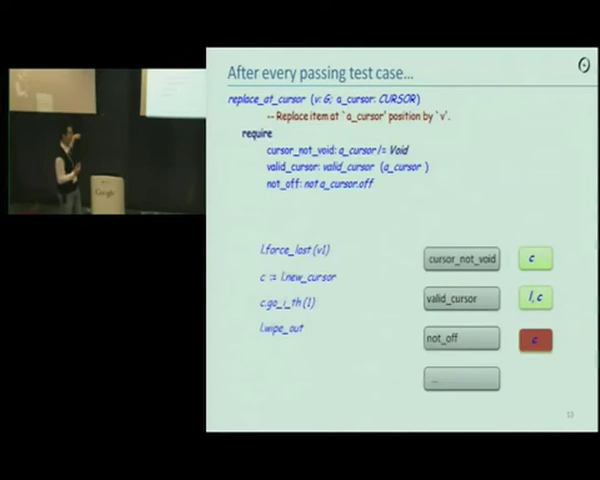 After every passing test case...
replace_at_cursor (v: G; a_cursor: CURSOR)
-- Replace item at `a_cursor' position by `v'.
require
cursor_not_void: a_cursor /= Void
valid_cursor: valid_cursor (a_cursor )
not_off: not a_cursor.off
l.force_last (v1)
c := l.new_cursor
c.go_i_th (1)
l.wipe_out
cursor_not_void
c
valid_cursor
l, c
not_off
c
...
13
Google